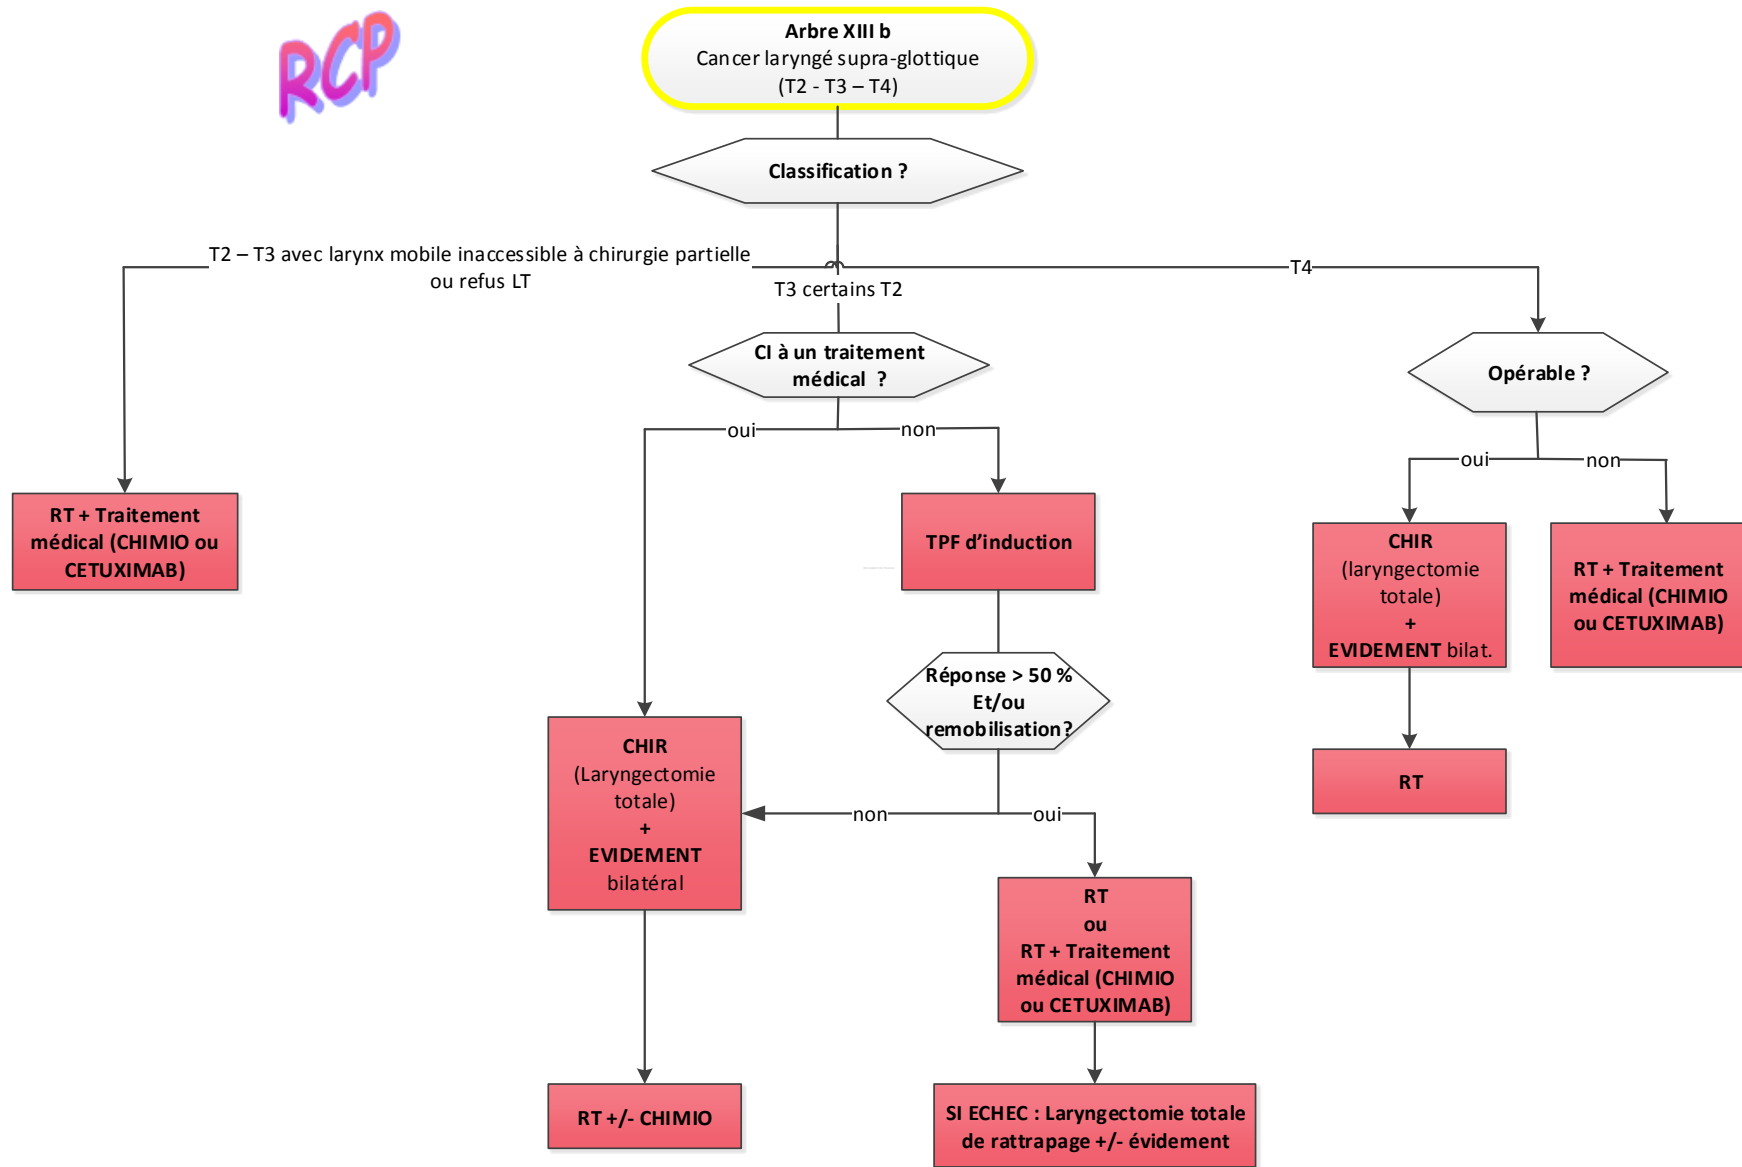 RCP
Arbre XIII b
Cancer laryngé supra-glottique
(T2 - T3 – T4)
Classification ?
T2 – T3 avec larynx mobile inaccessible à chirurgie partielle
ou refus LT
T3 certains T2
T4
CI à un traitement
médical ?
Opérable ?
oui
non
oui
non
RT + Traitement
médical (CHIMIO ou
CETUXIMAB)
TPF d’induction
CHIR
(laryngectomie
totale)
+
EVIDEMENT bilat.
RT + Traitement
médical (CHIMIO
ou CETUXIMAB)
Réponse > 50 %
Et/ou
remobilisation?
CHIR
(Laryngectomie
totale)
+
EVIDEMENT
bilatéral
RT
non
oui
RT
ou
RT + Traitement
médical (CHIMIO
ou CETUXIMAB)
RT +/- CHIMIO
SI ECHEC : Laryngectomie totale
de rattrapage +/- évidement